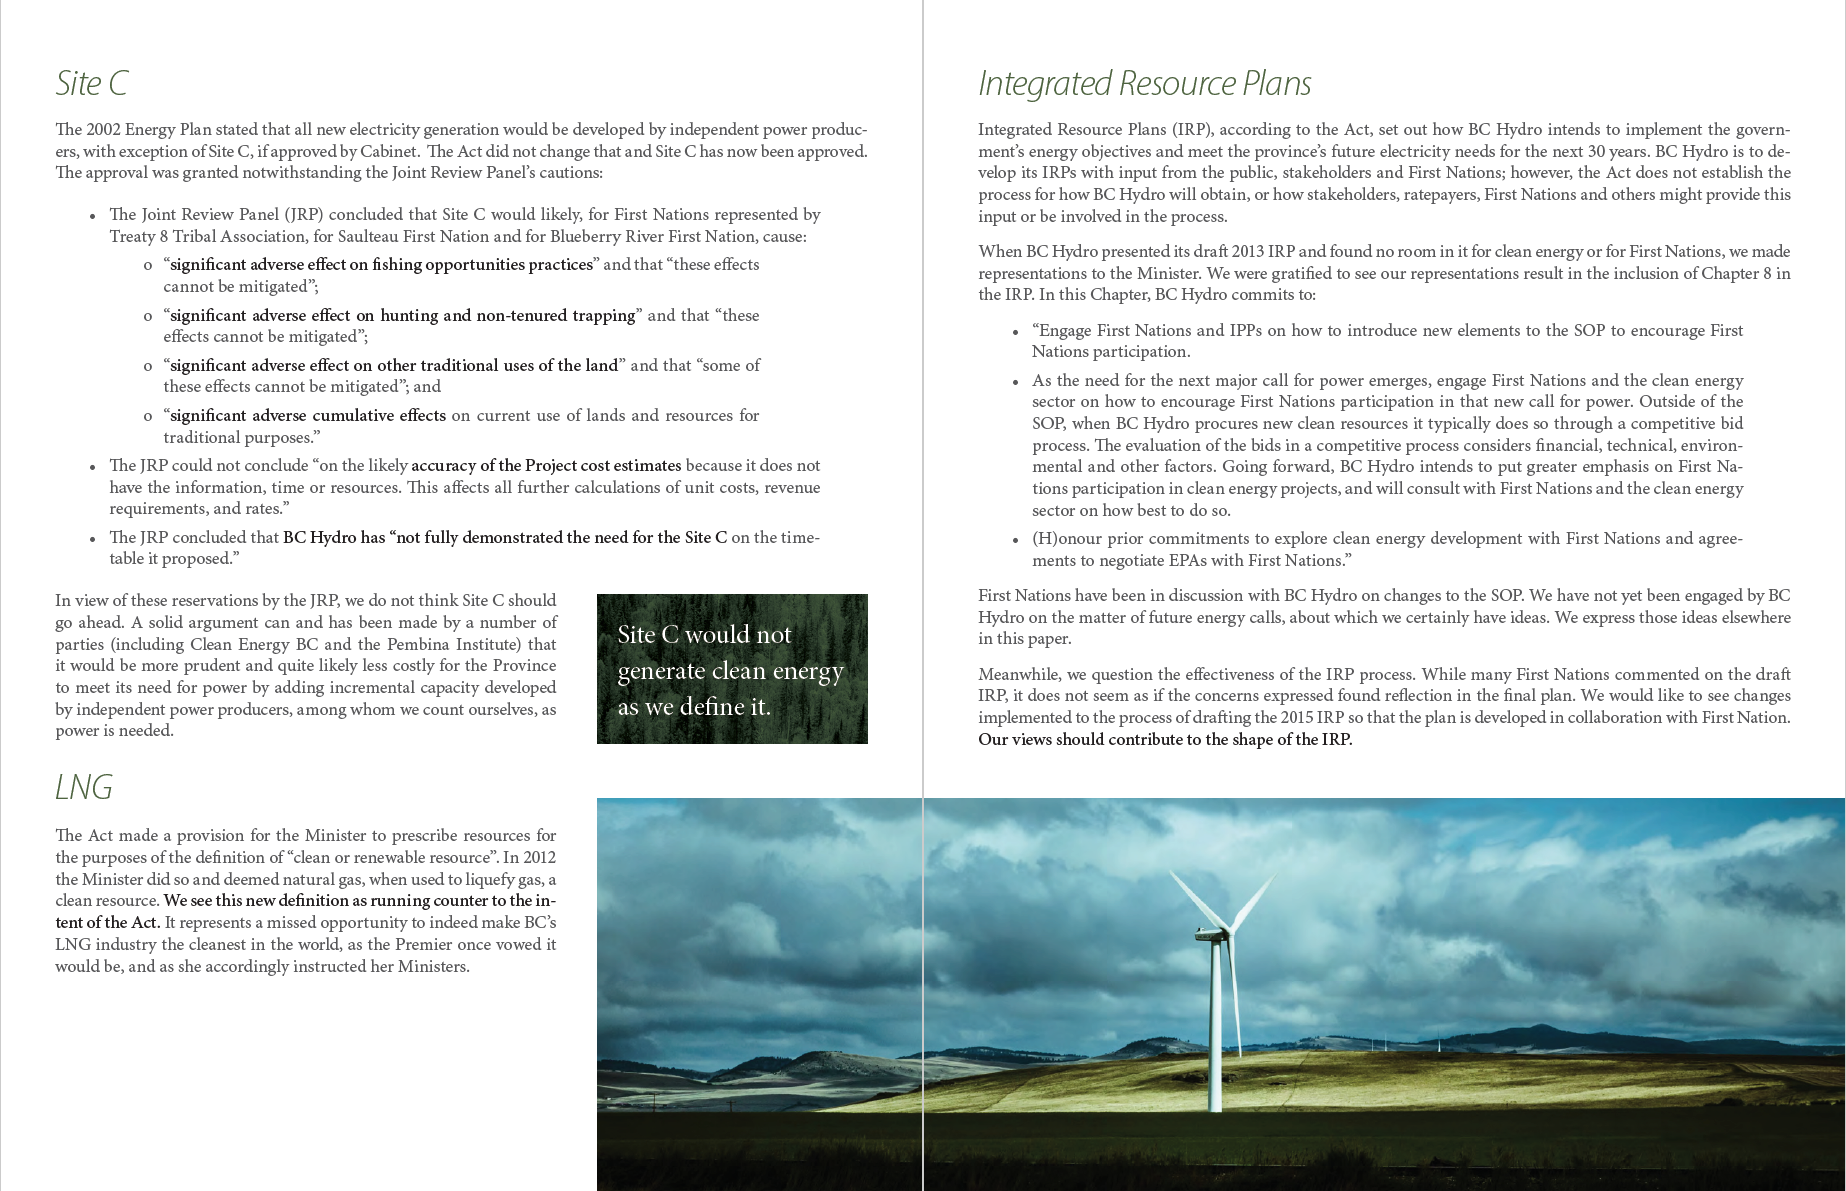 Site C
The 2002 Energy Plan stated that all new electricity generation would be developed by independent power produc-
ers, with exception of Site C, if approved by Cabinet.  The Act did not change that and Site C has now been approved.
The approval was granted notwithstanding the Joint Review Panel's cautions:
• The Joint Review Panel (JRP) concluded that Site C would likely, for First Nations represented by
Treaty 8 Tribal Association, for Saulteau First Nation and for Blueberry River First Nation, cause:
o "significant adverse effect on fishing opportunities practices" and that "these effects
cannot be mitigated";
o "significant adverse effect on hunting and non-tenured trapping" and that "these
effects cannot be mitigated";
o "significant adverse effect on other traditional uses of the land" and that "some of
these effects cannot be mitigated"; and
o "significant adverse cumulative effects on current use of lands and resources for
traditional purposes."
• The JRP could not conclude "on the likely accuracy of the Project cost estimates because it does not
have the information, time or resources. This affects all further calculations of unit costs, revenue
requirements, and rates."
• The JRP concluded that BC Hydro has "not fully demonstrated the need for the Site C on the time-
table it proposed."
In view of these reservations by the JRP, we do not think Site C should
go ahead. A solid argument can and has been made by a number of
parties (including Clean Energy BC and the Pembina Institute) that
it would be more prudent and quite likely less costly for the Province
to meet its need for power by adding incremental capacity developed
by independent power producers, among whom we count ourselves, as
power is needed.
Site C would not
generate clean energy
as we define it.
LNG
The Act made a provision for the Minister to prescribe resources for
the purposes of the definition of "clean or renewable resource". In 2012
the Minister did so and deemed natural gas, when used to liquefy gas, a
clean resource. We see this new definition as running counter to the in-
tent of the Act. It represents a missed opportunity to indeed make BC's
LNG industry the cleanest in the world, as the Premier once vowed it
would be, and as she accordingly instructed her Ministers.
Integrated Resource Plans
Integrated Resource Plans (IRP), according to the Act, set out how BC Hydro intends to implement the govern-
ment's energy objectives and meet the province's future electricity needs for the next 30 years. BC Hydro is to de-
velop its IRPs with input from the public, stakeholders and First Nations; however, the Act does not establish the
process for how BC Hydro will obtain, or how stakeholders, ratepayers, First Nations and others might provide this
input or be involved in the process.
When BC Hydro presented its draft 2013 IRP and found no room in it for clean energy or for First Nations, we made
representations to the Minister. We were gratified to see our representations result in the inclusion of Chapter 8 in
the IRP. In this Chapter, BC Hydro commits to:
• "Engage First Nations and IPPs on how to introduce new elements to the SOP to encourage First
Nations participation.
• As the need for the next major call for power emerges, engage First Nations and the clean energy
sector on how to encourage First Nations participation in that new call for power. Outside of the
SOP, when BC Hydro procures new clean resources it typically does so through a competitive bid
process. The evaluation of the bids in a competitive process considers financial, technical, environ-
mental and other factors. Going forward, BC Hydro intends to put greater emphasis on First Na-
tions participation in clean energy projects, and will consult with First Nations and the clean energy
sector on how best to do so.
• (H)onour prior commitments to explore clean energy development with First Nations and agree-
ments to negotiate EPAs with First Nations."
First Nations have been in discussion with BC Hydro on changes to the SOP. We have not yet been engaged by BC
Hydro on the matter of future energy calls, about which we certainly have ideas. We express those ideas elsewhere
in this paper.
Meanwhile, we question the effectiveness of the IRP process. While many First Nations commented on the draft
IRP, it does not seem as if the concerns expressed found reflection in the final plan. We would like to see changes
implemented to the process of drafting the 2015 IRP so that the plan is developed in collaboration with First Nation.
Our views should contribute to the shape of the IRP.